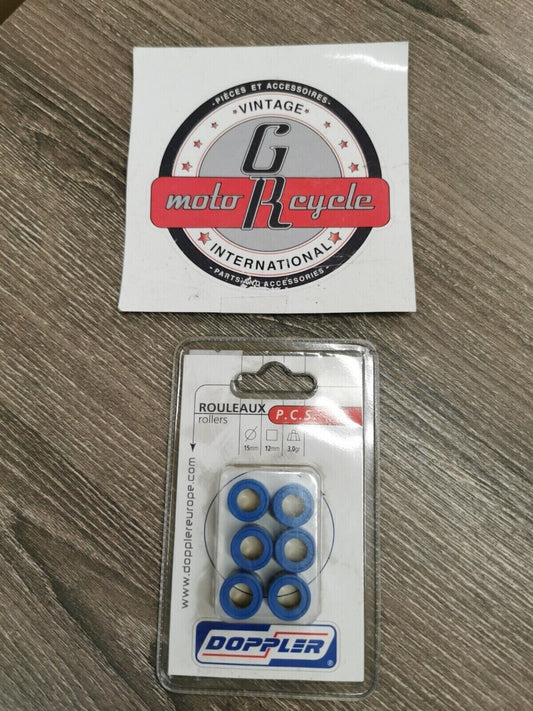 PIÈCES ET ACCESSOIRES
VINTAGE
GR
moto cycle
INTERNATIONAL
PARTS AND ACCESSORIES
ROULEAUX
rollers
P.C.S.
15mm 12mm 3,0gr
www.dopplereurope.com
DOPPLER
®